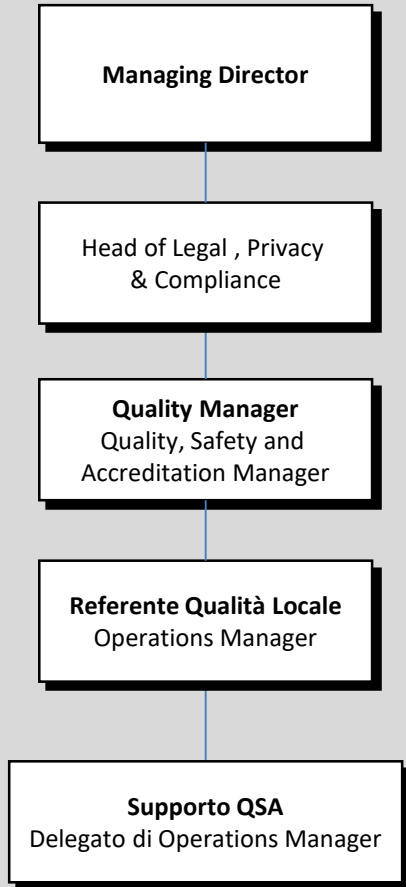 Managing Director
Head of Legal , Privacy
& Compliance
Quality Manager
Quality, Safety and
Accreditation Manager
Referente Qualità Locale
Operations Manager
Supporto QSA
Delegato di Operations Manager